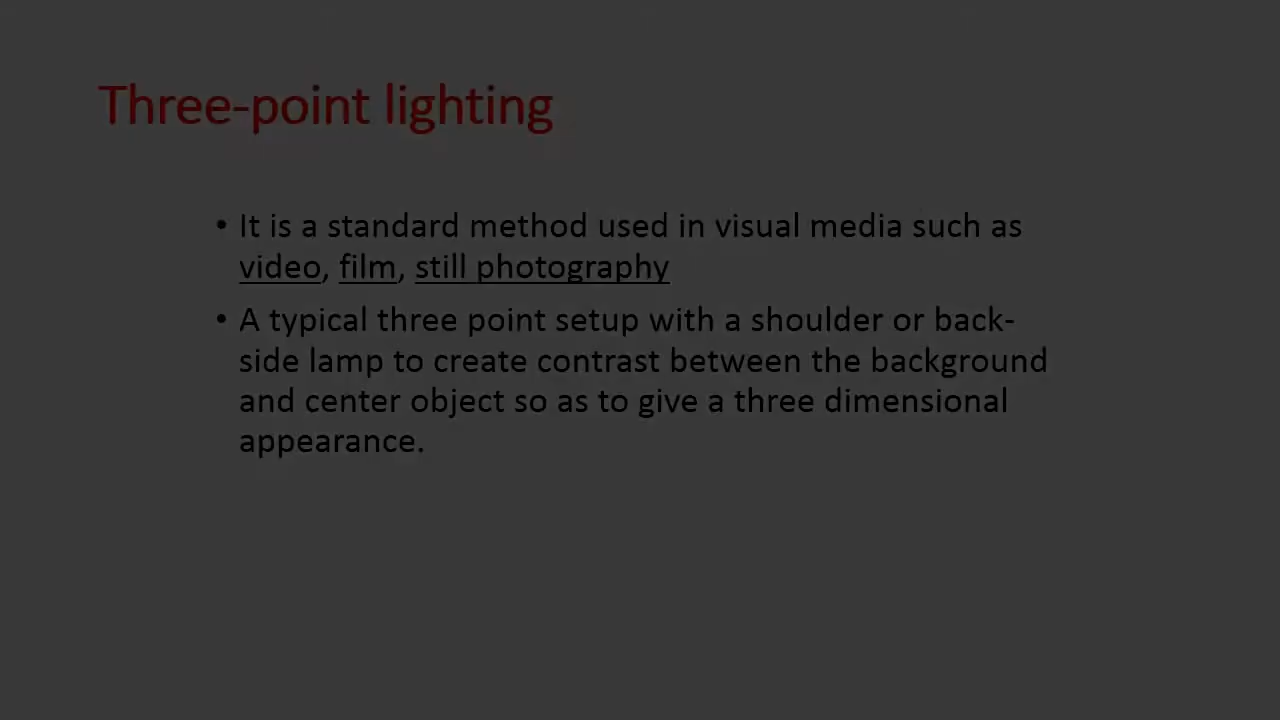 Three-point lighting
• It is a standard method used in visual media such as
video, film, still photography
• A typical three point setup with a shoulder or back-
side lamp to create contrast between the background
and center object so as to give a three dimensional
appearance.